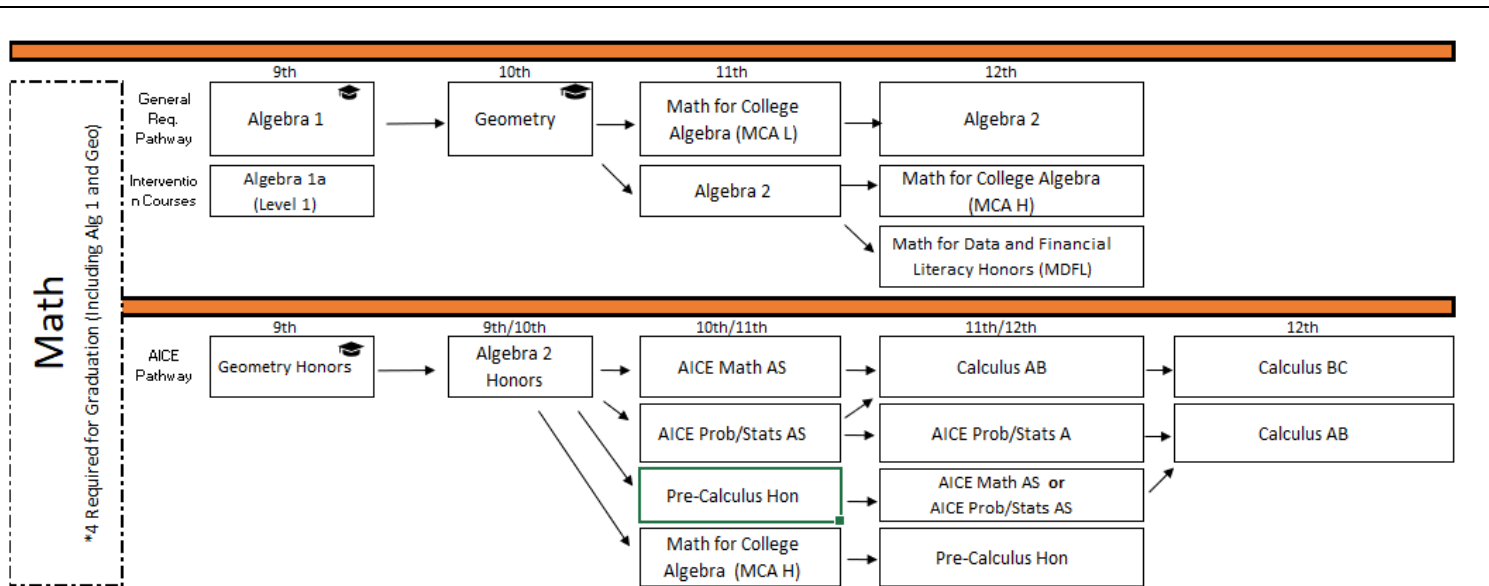 9th
10th
11th
12th
General
Req.
Pathway
Algebra 1
Geometry
Math for College
Algebra (MCA L)
Algebra 2
Interventio
n Courses
Algebra 1a
(Level 1)
Algebra 2
Math for College Algebra
(MCA H)
Math for Data and Financial
Literacy Honors (MDFL)
Math
*4 Required for Graduation (Including Alg 1 and Geo)
9th
9th/10th
10th/11th
11th/12th
12th
AICE
Pathway
Geometry Honors
Algebra 2
Honors
AICE Math AS
Calculus AB
Calculus BC
AICE Prob/Stats AS
AICE Prob/Stats A
Calculus AB
Pre-Calculus Hon
AICE Math AS or
AICE Prob/Stats AS
Math for College
Algebra (MCA H)
Pre-Calculus Hon